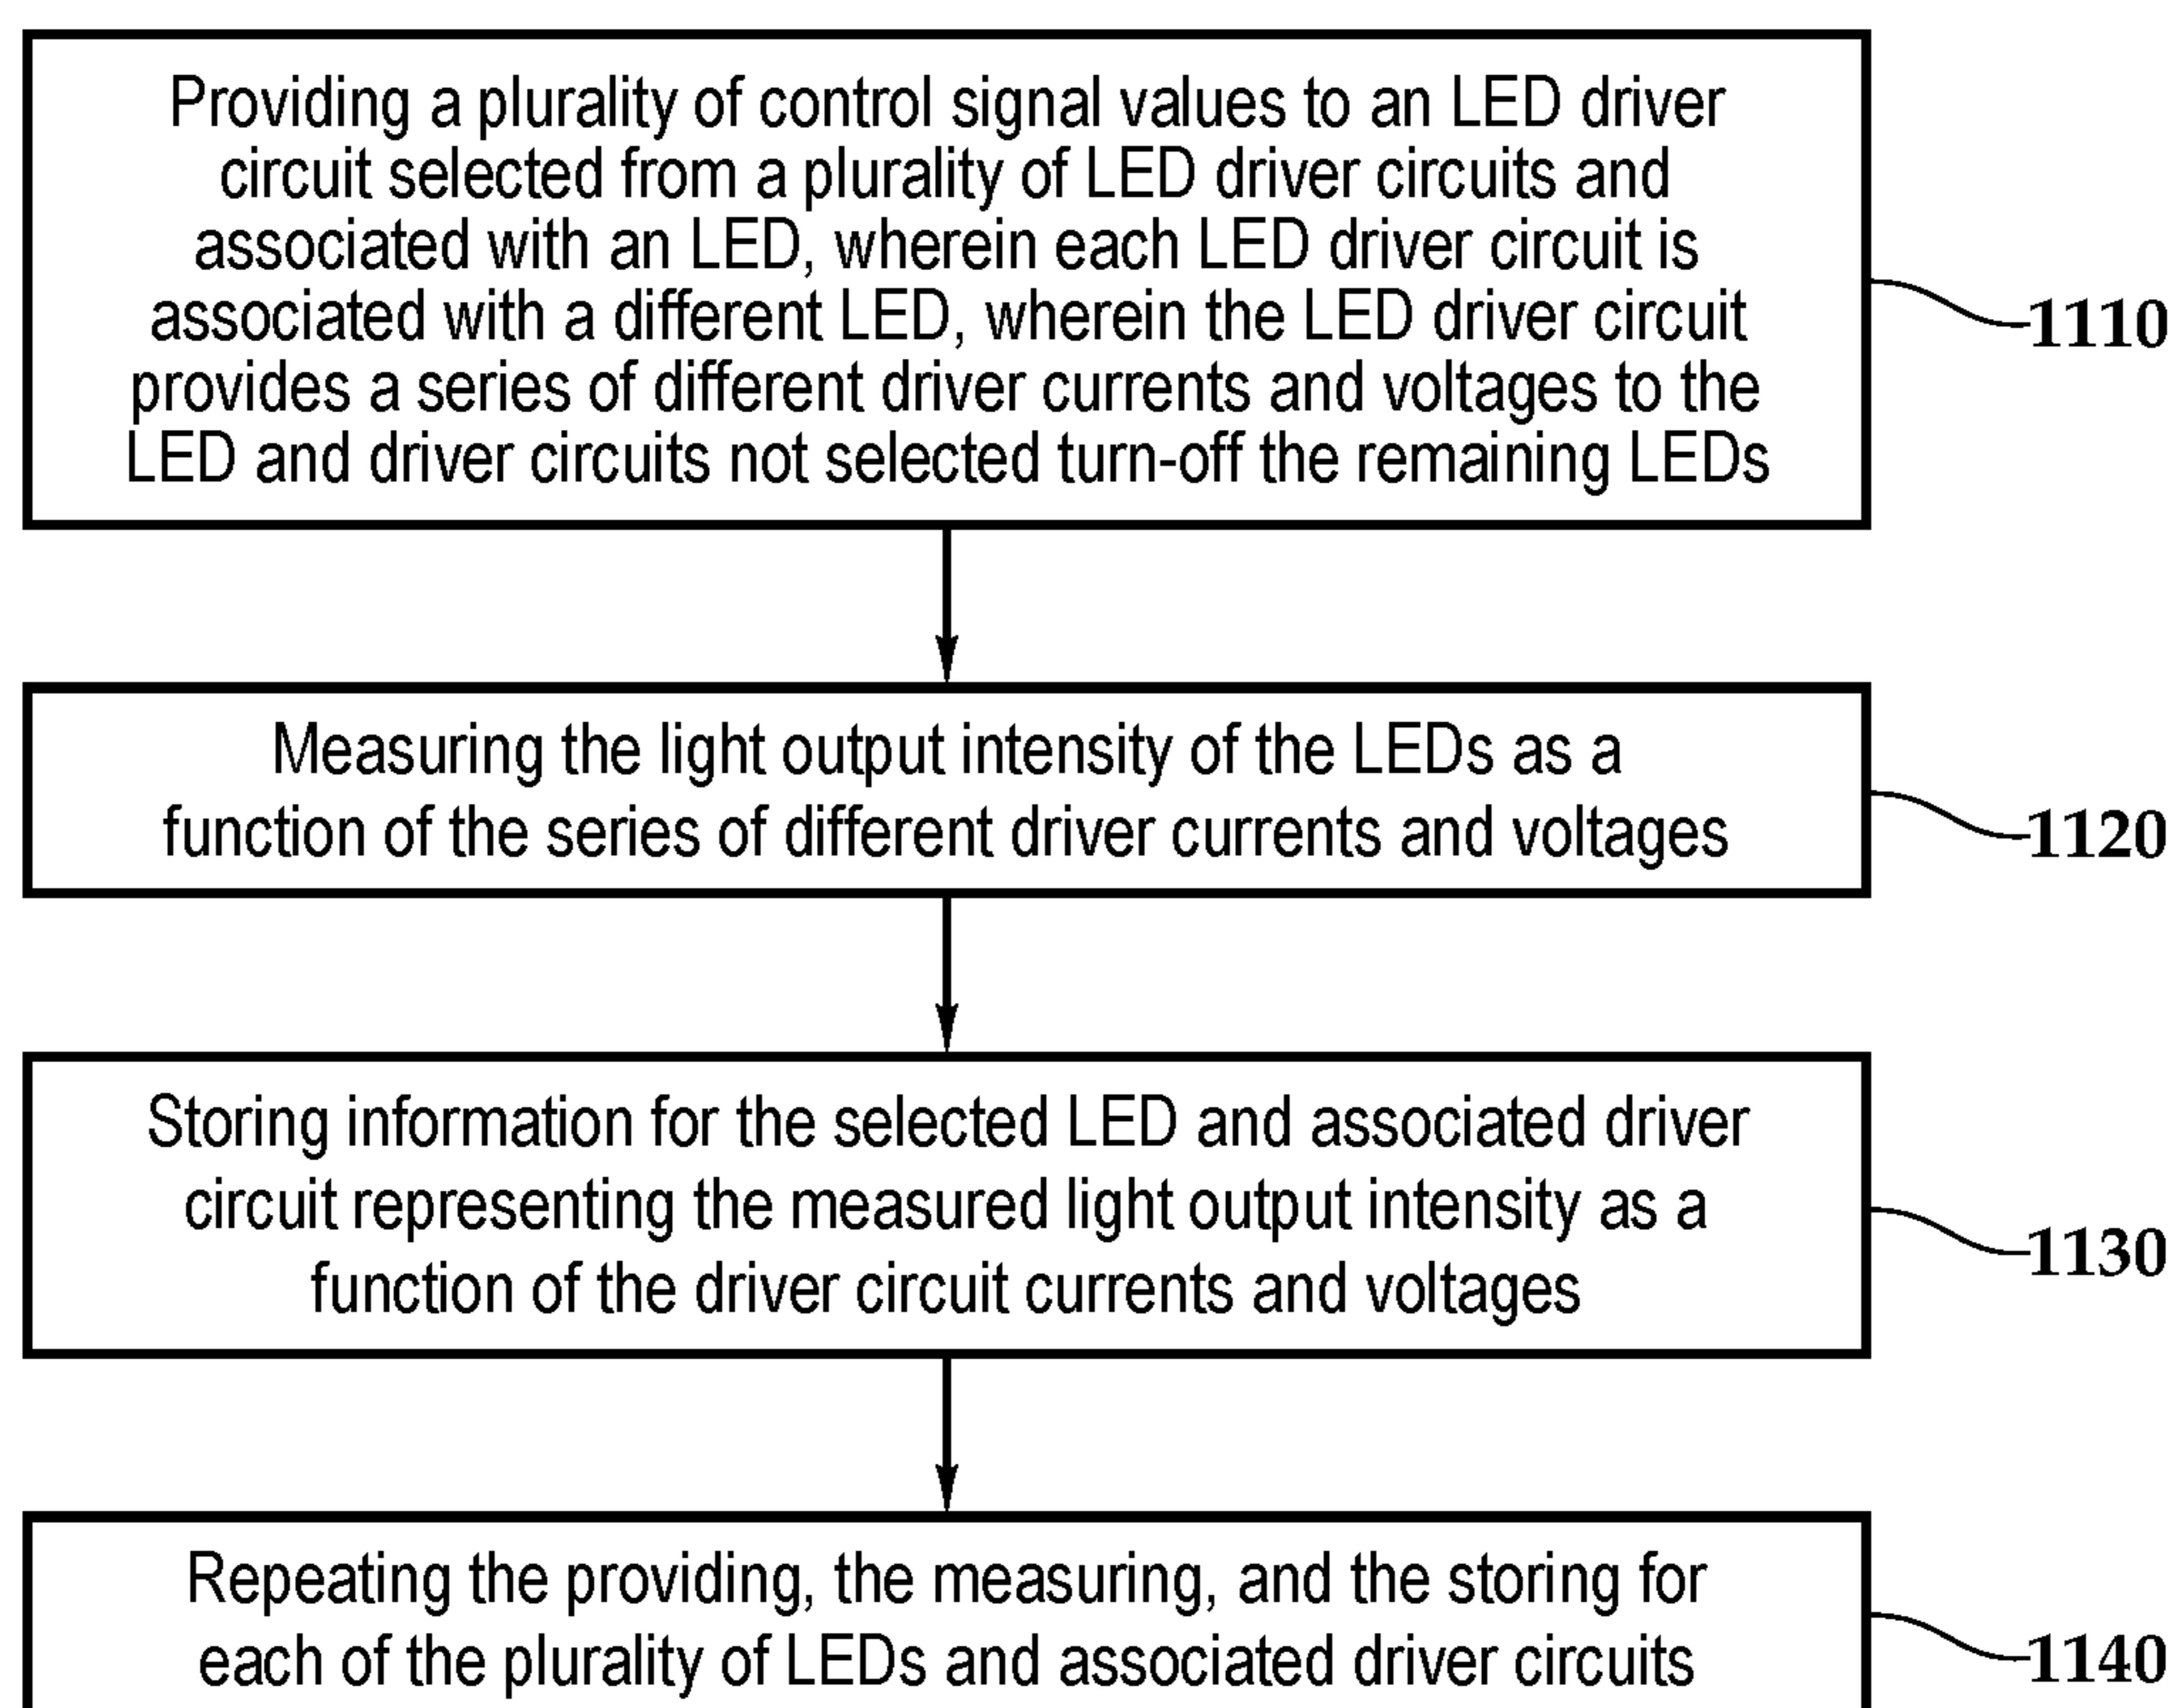 Providing a plurality of control signal values to an LED driver
circuit selected from a plurality of LED driver circuits and
associated with an LED, wherein each LED driver circuit is
associated with a different LED, wherein the LED driver circuit
provides a series of different driver currents and voltages to the
LED and driver circuits not selected turn-off the remaining LEDs
1110
Measuring the light output intensity of the LEDs as a
function of the series of different driver currents and voltages
1120
Storing information for the selected LED and associated driver
circuit representing the measured light output intensity as a
function of the driver circuit currents and voltages
1130
Repeating the providing, the measuring, and the storing for
each of the plurality of LEDs and associated driver circuits
1140